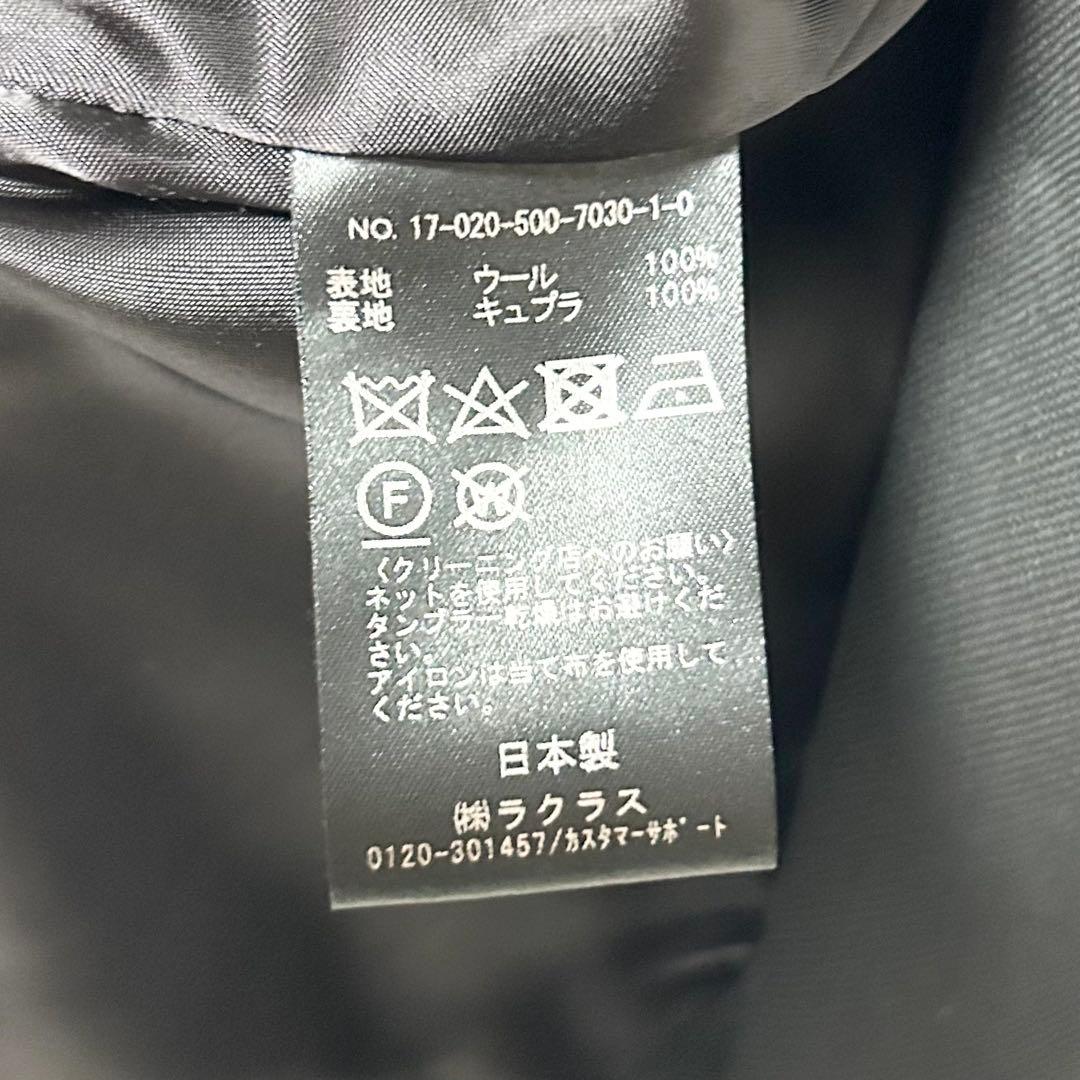 NO. 17-020-500-7030-1-0
表地 ウール 100%
裏地 キュプラ 100%
F
W
〈クリーニング店へのお願い〉
ネットを使用してください。
タンブラー乾燥はお避けくだ
さい。
アイロンは当て布を使用して
ください。
日本製
㈱ラクラス
0120-301457/カスタマーサポート